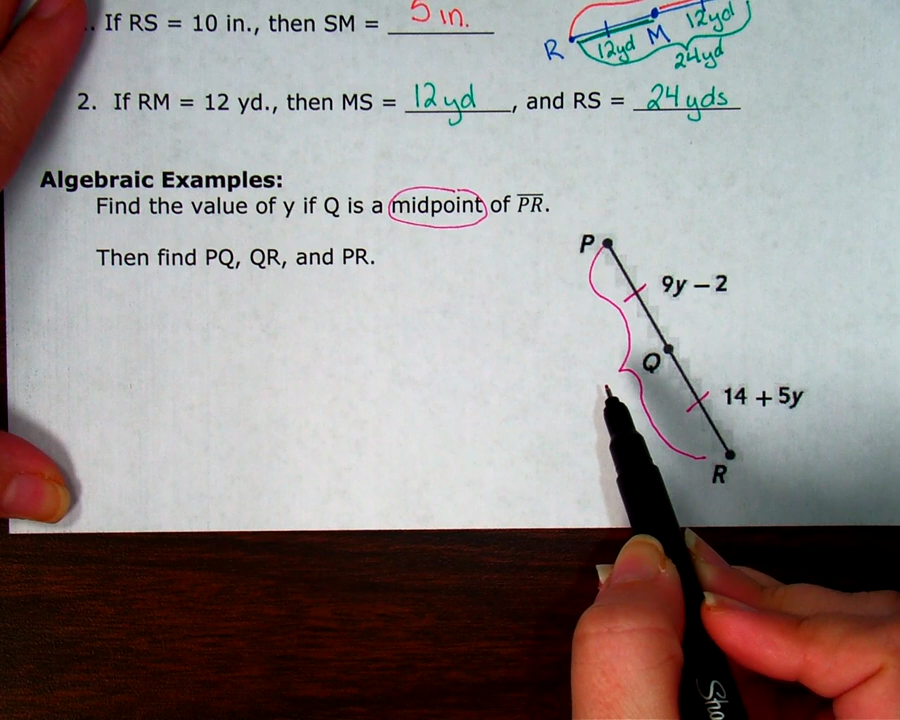 . If RS = 10 in., then SM = 5 in.
R 12yd M 12yd
24yd
2. If RM = 12 yd., then MS = 12 yd, and RS = 24 yds
Algebraic Examples:
Find the value of y if Q is a midpoint of PR.
Then find PQ, QR, and PR.
P
9y – 2
Q
14 + 5y
R
Sha